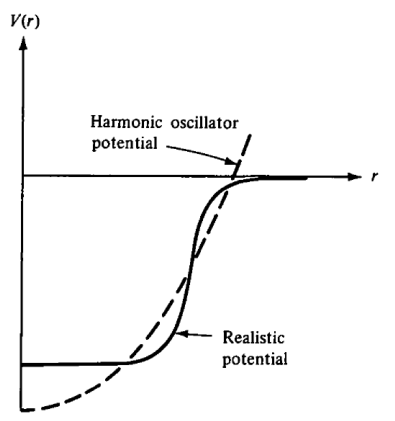 V(r)
Harmonic oscillator
potential
r
Realistic
potential